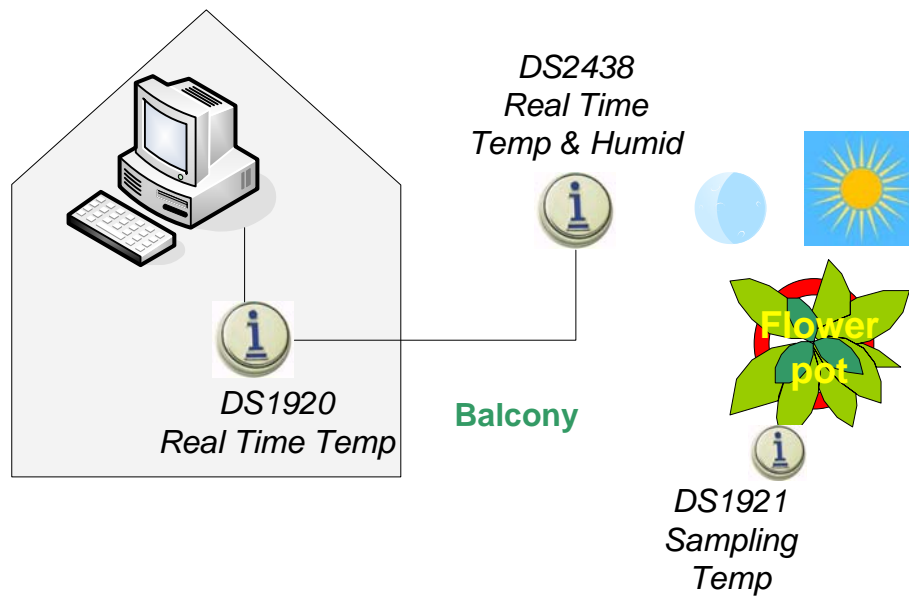 DS2438
Real Time
Temp & Humid
Flower
pot
DS1920
Real Time Temp
Balcony
DS1921
Sampling
Temp